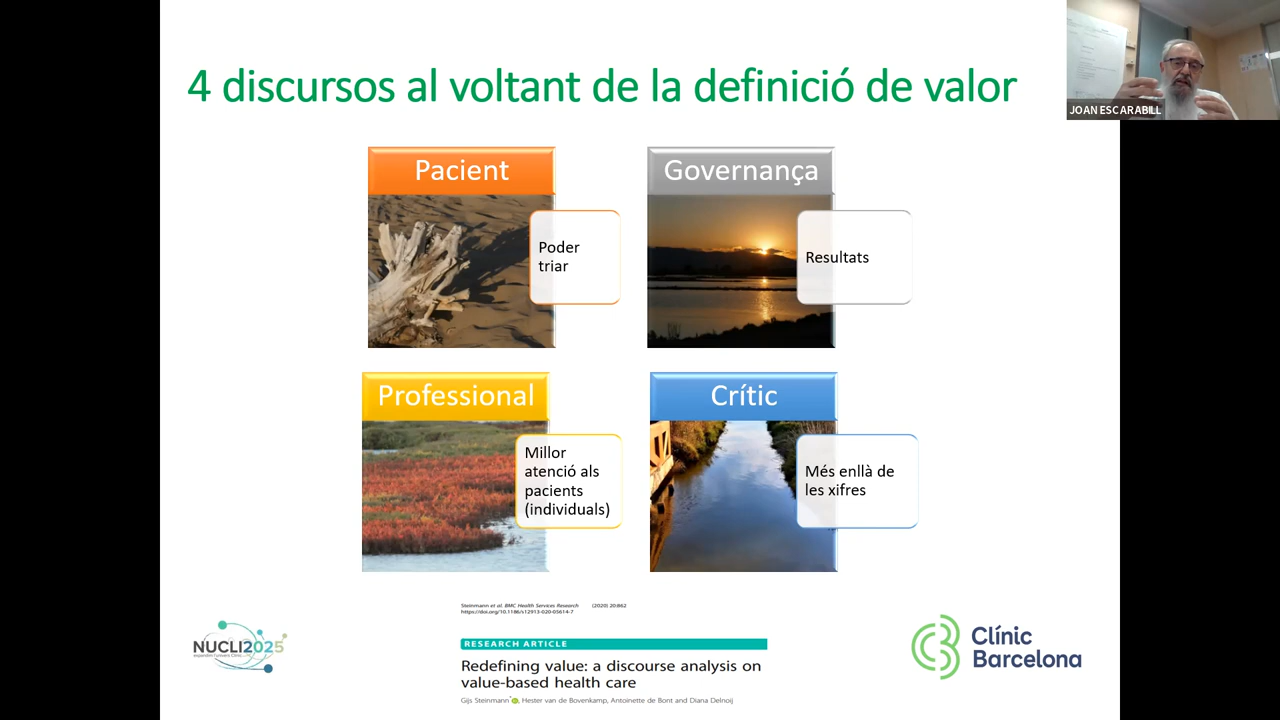 4 discursos al voltant de la definició de valor
JOAN ESCARABILL
Pacient
Poder
triar
Governança
Resultats
Professional
Millor
atenció als
pacients
(individuals)
Crític
Més enllà de
les xifres
Steinmann et al. BMC Health Services Research (2020) 20:862
https://doi.org/10.1186/s12913-020-05614-7
RESEARCH ARTICLE
Redefining value: a discourse analysis on
value-based health care
Gijs Steinmann*, Hester van de Bovenkamp, Antoinette de Bont and Diana Delnoij
NUCLI2025
Clínic
Barcelona